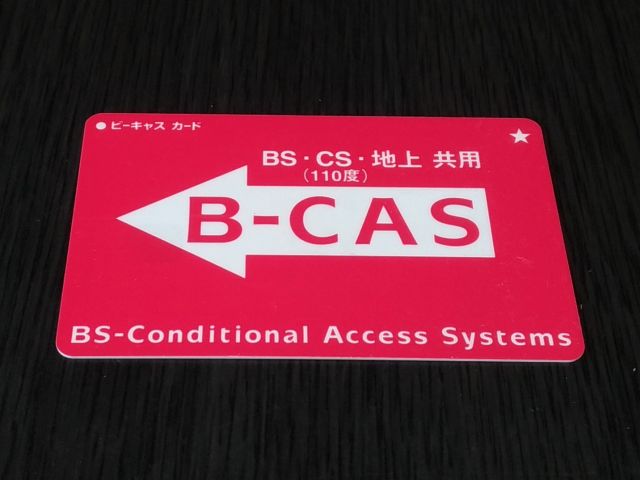 ビーキャス カード
BS・CS・地上 共用
(110度)
B-CAS
BS-Conditional Access Systems